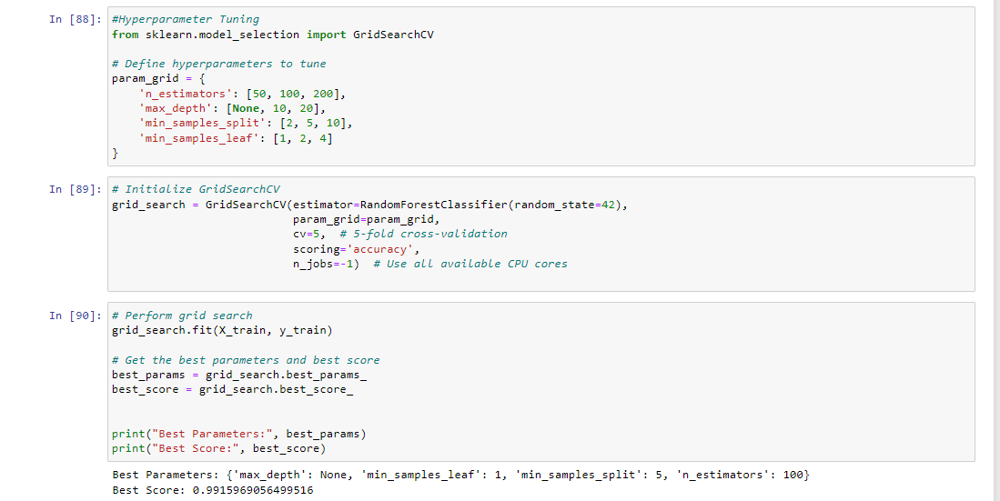 In [88]: #Hyperparameter Tuning
from sklearn.model_selection import GridSearchCV
# Define hyperparameters to tune
param_grid = {
    'n_estimators': [50, 100, 200],
    'max_depth': [None, 10, 20],
    'min_samples_split': [2, 5, 10],
    'min_samples_leaf': [1, 2, 4]
}
In [89]: # Initialize GridSearchCV
grid_search = GridSearchCV(estimator=RandomForestClassifier(random_state=42),
                           param_grid=param_grid,
                           cv=5,  # 5-fold cross-validation
                           scoring='accuracy',
                           n_jobs=-1)  # Use all available CPU cores
In [90]: # Perform grid search
grid_search.fit(X_train, y_train)
# Get the best parameters and best score
best_params = grid_search.best_params_
best_score = grid_search.best_score_
print("Best Parameters:", best_params)
print("Best Score:", best_score)
Best Parameters: {'max_depth': None, 'min_samples_leaf': 1, 'min_samples_split': 5, 'n_estimators': 100}
Best Score: 0.9915969056499516